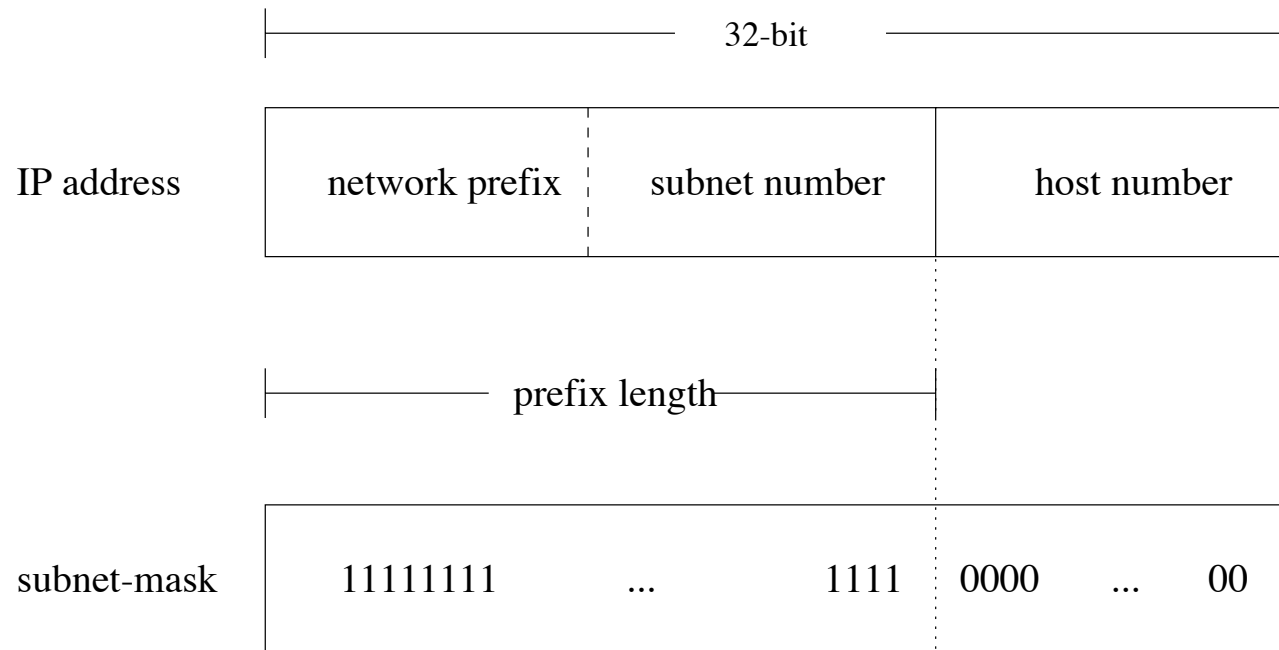 32-bit
IP address network prefix subnet number host number
prefix length
subnet-mask 11111111 ... 1111 0000 ... 00